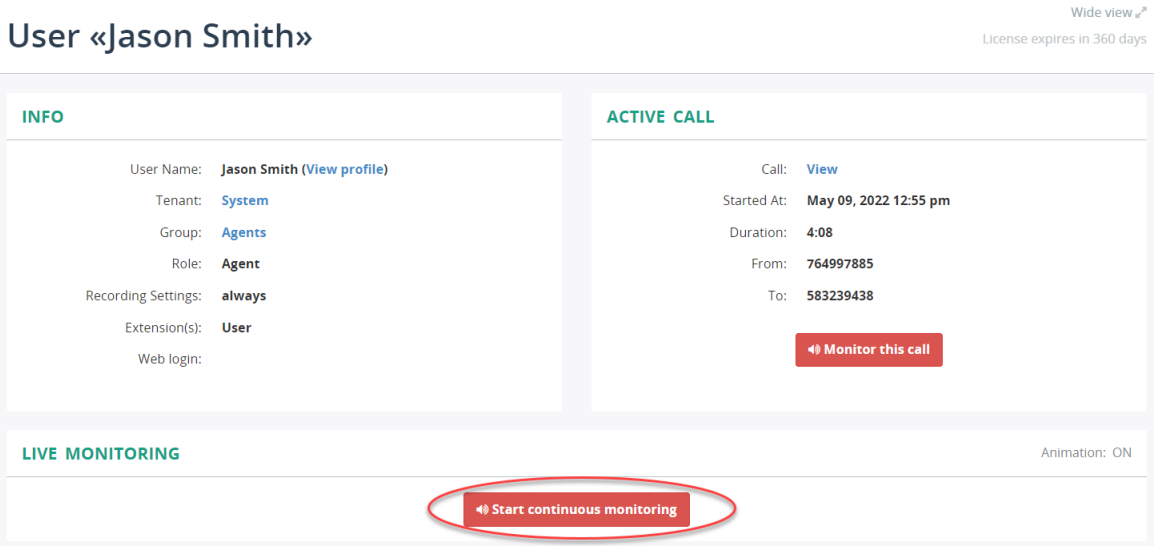 Wide view
User «Jason Smith»
License expires in 360 days
INFO
User Name: Jason Smith (View profile)
Tenant: System
Group: Agents
Role: Agent
Recording Settings: always
Extension(s): User
Web login:
ACTIVE CALL
Call: View
Started At: May 09, 2022 12:55 pm
Duration: 4:08
From: 764997885
To: 583239438
Monitor this call
LIVE MONITORING
Animation: ON
Start continuous monitoring